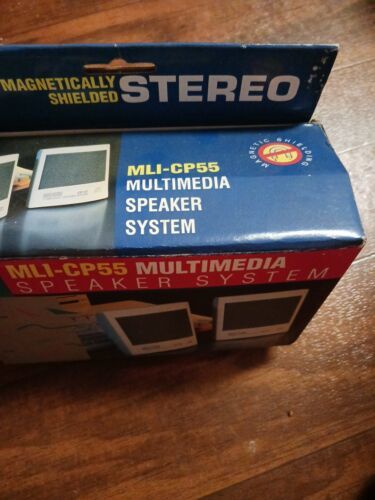 MAGNETICALLY
SHIELDED
STEREO
MLI-CP55
MULTIMEDIA
SPEAKER
SYSTEM
MAGNETIC SHIELDING
MLI-CP55 MULTIMEDIA
SPEAKER SYSTEM